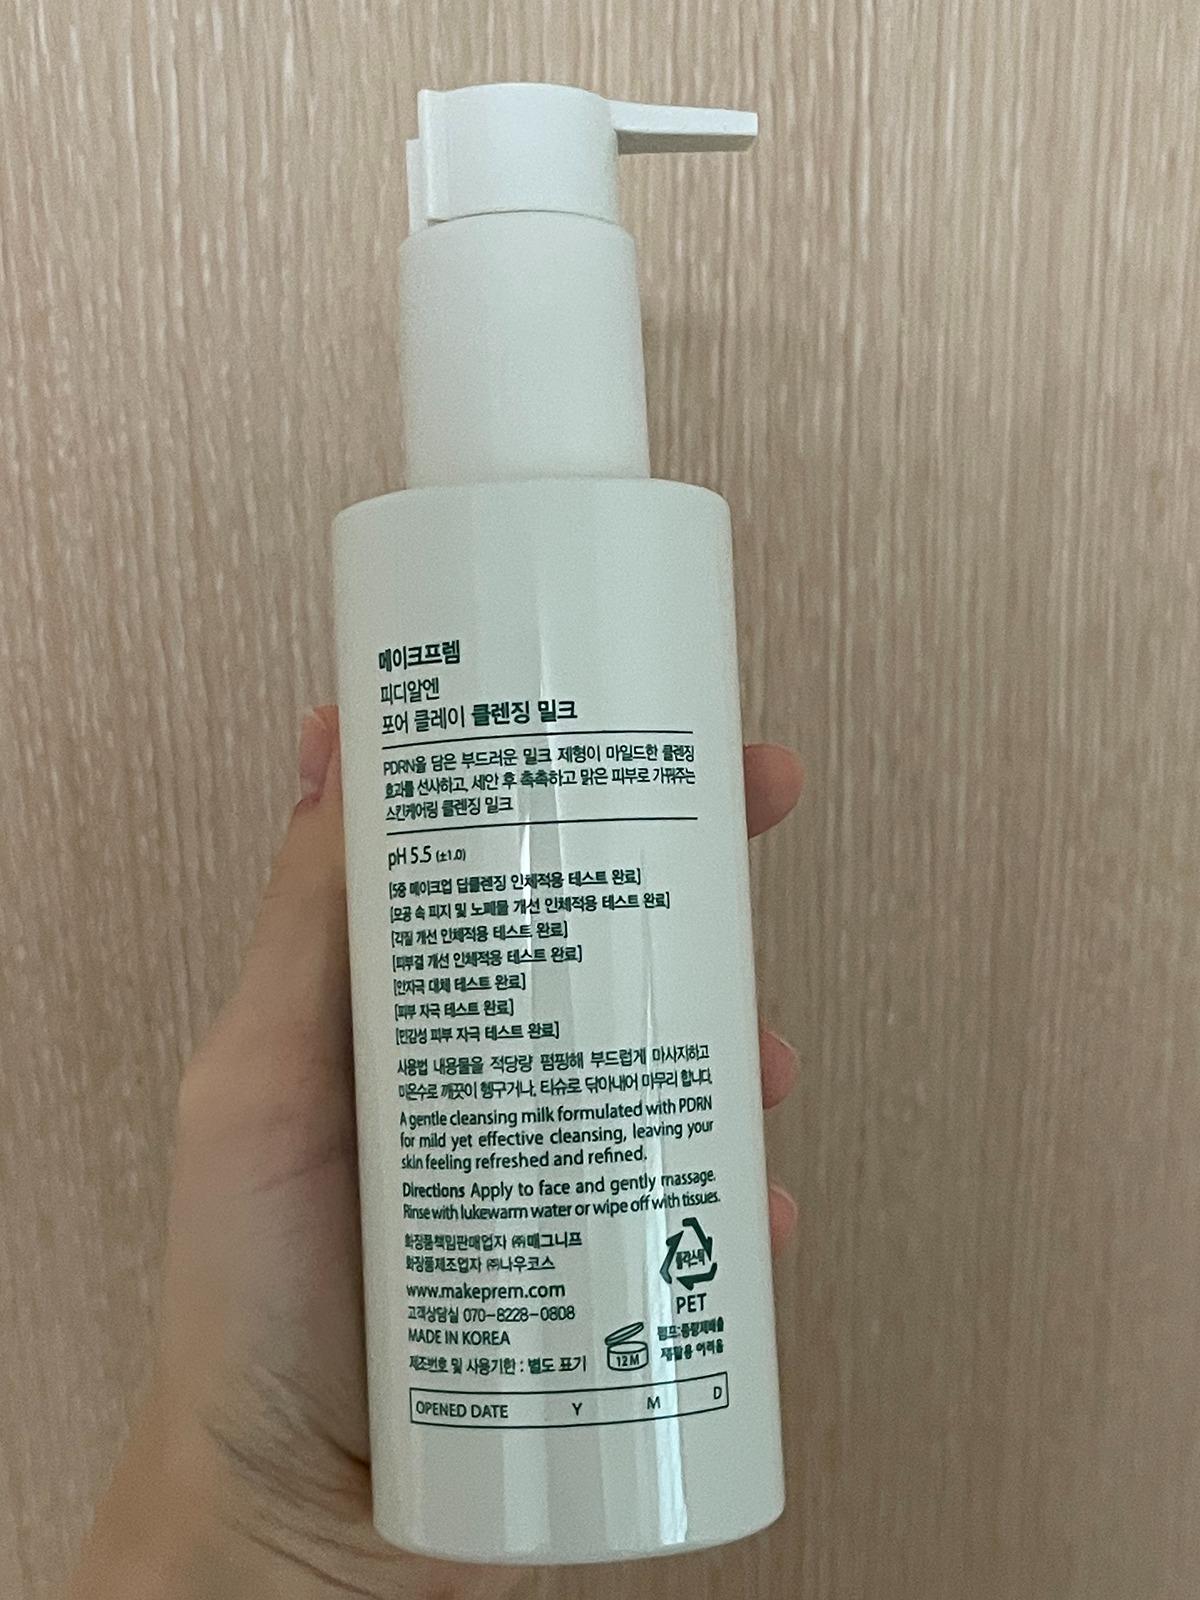 메이크프렘
피디알엔
포어 클레이 클렌징 밀크
PDRN을 담은 부드러운 밀크 제형이 마일드한 클렌징
효과를 선사하고, 세안 후 촉촉하고 맑은 피부로 가꿔주는
스킨케어링 클렌징 밀크
pH 5.5 (±1.0)
[5중 메이크업 딥클렌징 인체적용 테스트 완료]
[모공 속 피지 및 노폐물 개선 인체적용 테스트 완료]
[각질 개선 인체적용 테스트 완료]
[피부결 개선 인체적용 테스트 완료]
[안자극 대체 테스트 완료]
[피부 자극 테스트 완료]
[민감성 피부 자극 테스트 완료]
사용법 내용물을 적당량 펌핑해 부드럽게 마사지하고
미온수로 깨끗이 헹구거나, 티슈로 닦아내어 마무리 합니다.
A gentle cleansing milk formulated with PDRN
for mild yet effective cleansing, leaving your
skin feeling refreshed and refined.
Directions Apply to face and gently massage.
Rinse with lukewarm water or wipe off with tissues.
화장품책임판매업자 ㈜매그니프
화장품제조업자 ㈜나우코스
www.makeprem.com
고객상담실 070-8228-0808
MADE IN KOREA
제조번호 및 사용기한 : 별도 표기
플라스틱
PET
펌프:종량제배출
재활용 어려움
12M
OPENED DATE Y M D